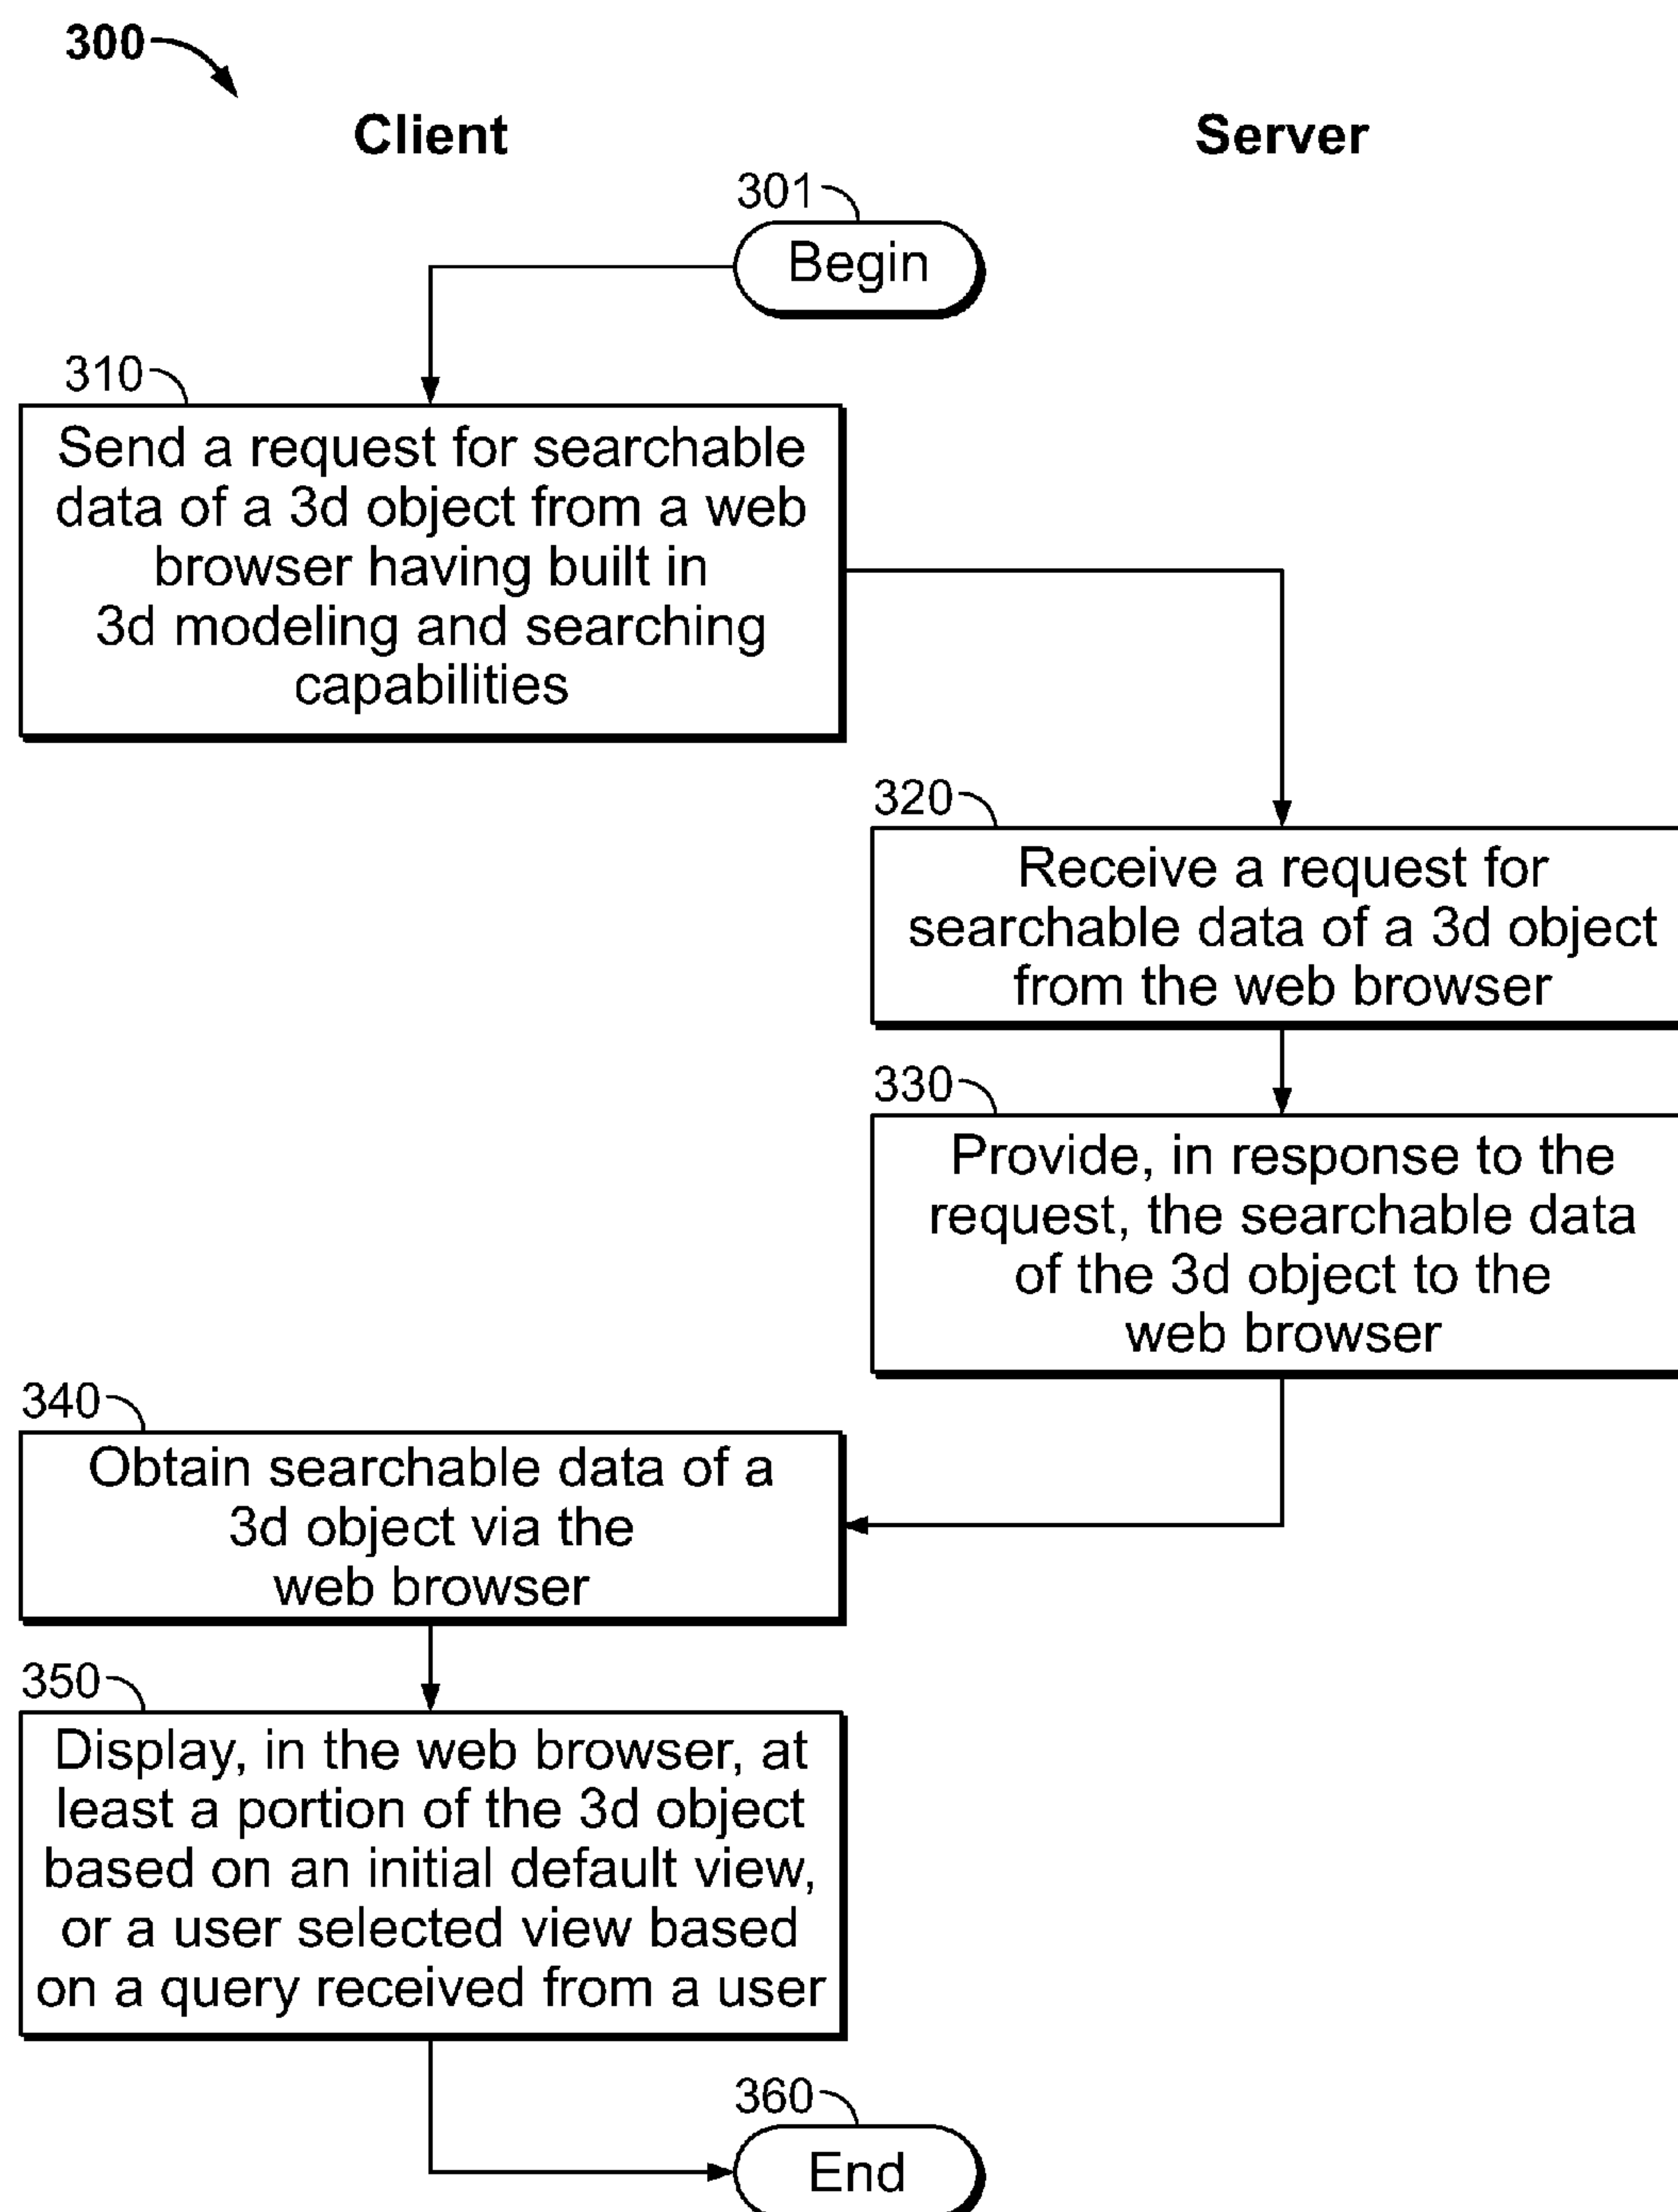 300
Client
Server
301
Begin
310
Send a request for searchable
data of a 3d object from a web
browser having built in
3d modeling and searching
capabilities
320
Receive a request for
searchable data of a 3d object
from the web browser
330
Provide, in response to the
request, the searchable data
of the 3d object to the
web browser
340
Obtain searchable data of a
3d object via the
web browser
350
Display, in the web browser, at
least a portion of the 3d object
based on an initial default view,
or a user selected view based
on a query received from a user
360
End